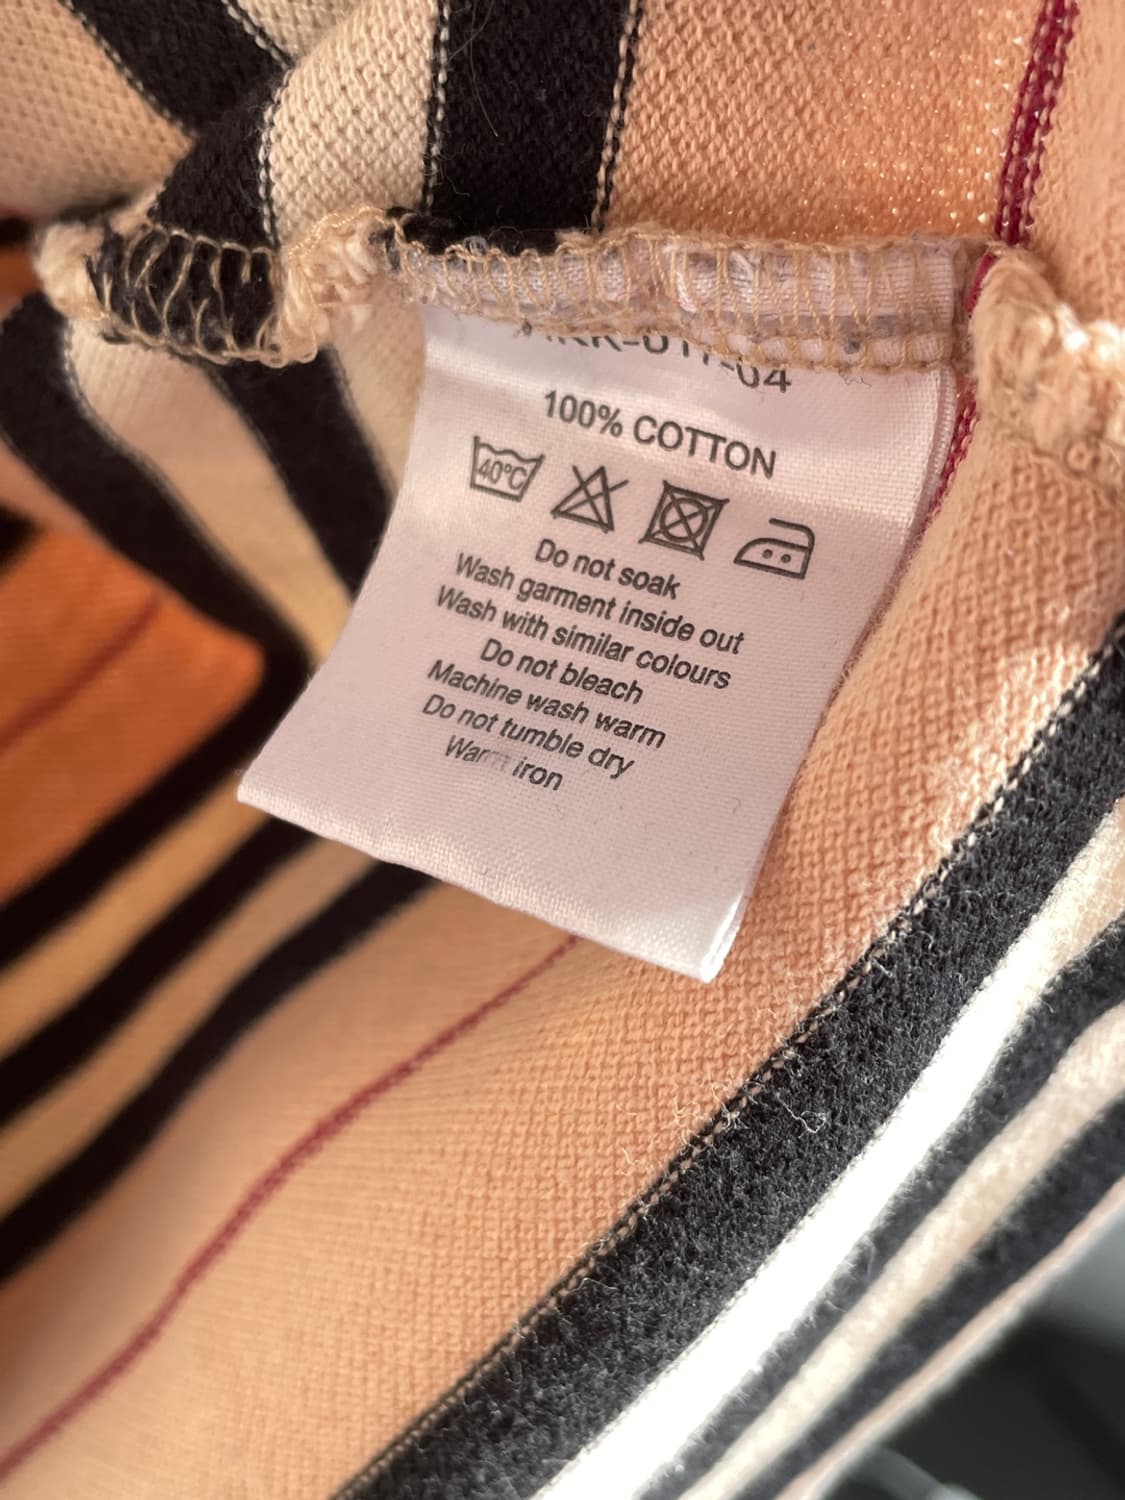 100% COTTON
40°C
Do not soak
Wash garment inside out
Wash with similar colours
Do not bleach
Machine wash warm
Do not tumble dry
Warm iron